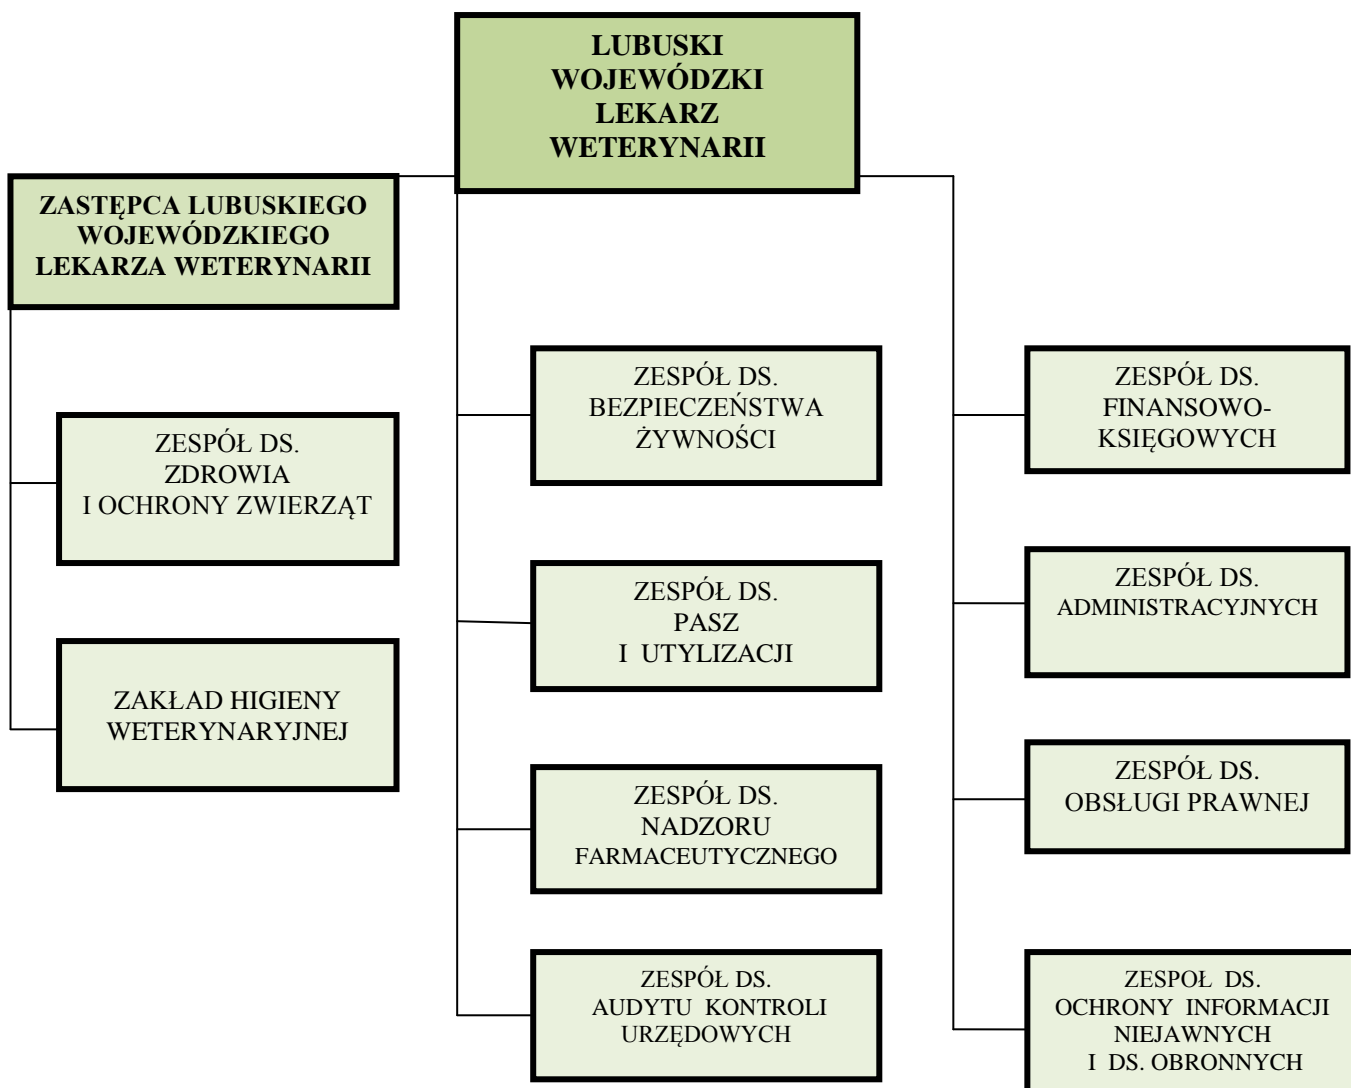 LUBUSKI
WOJEWÓDZKI
LEKARZ
WETERYNARII
ZASTĘPCA LUBUSKIEGO
WOJEWÓDZKIEGO
LEKARZA WETERYNARII
ZESPÓŁ DS.
ZDROWIA
I OCHRONY ZWIERZĄT
ZAKŁAD HIGIENY
WETERYNARYJNEJ
ZESPÓŁ DS.
BEZPIECZEŃSTWA
ŻYWNOŚCI
ZESPÓŁ DS.
PASZ
I UTYLIZACJI
ZESPÓŁ DS.
NADZORU
FARMACEUTYCZNEGO
ZESPÓŁ DS.
AUDYTU KONTROLI
URZĘDOWYCH
ZESPÓŁ DS.
FINANSOWO-
KSIĘGOWYCH
ZESPÓŁ DS.
ADMINISTRACYJNYCH
ZESPÓŁ DS.
OBSŁUGI PRAWNEJ
ZESPOŁ DS.
OCHRONY INFORMACJI
NIEJAWNYCH
I DS. OBRONNYCH